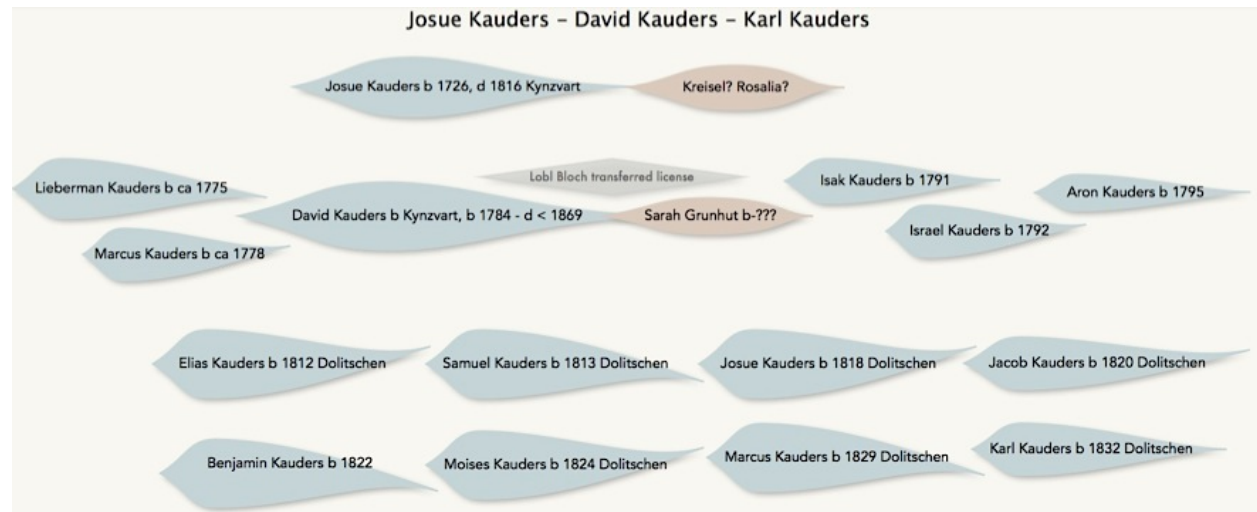 Josue Kauders – David Kauders – Karl Kauders
Josue Kauders b 1726, d 1816 Kynzvart
Kreisel? Rosalia?
Lieberman Kauders b ca 1775
Lobl Bloch transferred license
Isak Kauders b 1791
Aron Kauders b 1795
David Kauders b Kynzvart, b 1784 - d < 1869
Sarah Grunhut b-???
Israel Kauders b 1792
Marcus Kauders b ca 1778
Elias Kauders b 1812 Dolitschen
Samuel Kauders b 1813 Dolitschen
Josue Kauders b 1818 Dolitschen
Jacob Kauders b 1820 Dolitschen
Benjamin Kauders b 1822
Moises Kauders b 1824 Dolitschen
Marcus Kauders b 1829 Dolitschen
Karl Kauders b 1832 Dolitschen